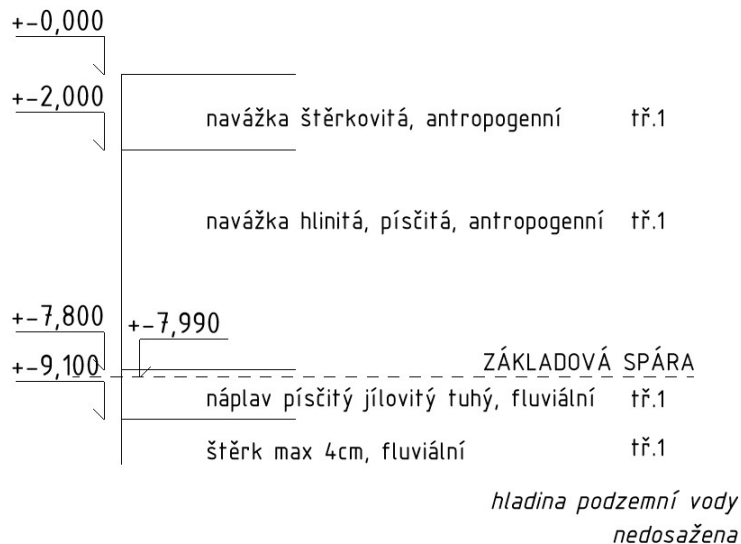 +-0,000
+-2,000
navážka štěrkovitá, antropogenní tř.1
navážka hlinitá, písčitá, antropogenní tř.1
+-7,800
+-7,990
+-9,100
ZÁKLADOVÁ SPÁRA
náplav písčitý jílovitý tuhý, fluviální tř.1
štěrk max 4cm, fluviální tř.1
hladina podzemní vody
nedosažena